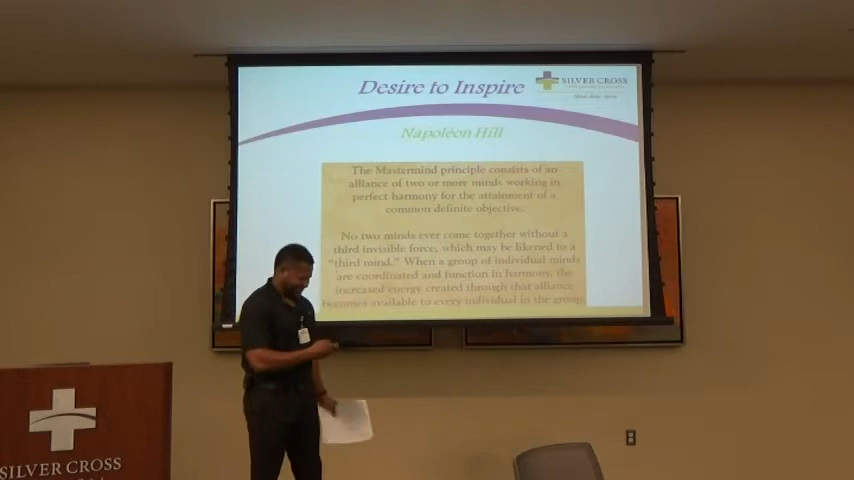 Desire to Inspire
SILVER CROSS
Napoleon Hill
The Mastermind principle consists of an
alliance of two or more minds working in
perfect harmony for the attainment of a
common definite objective.
No two minds ever come together without a
third invisible force, which may be likened to a
"third mind." When a group of individual minds
are coordinated and function in harmony, the
increased energy created through that alliance
becomes available to every individual in the group.
SILVER CROSS